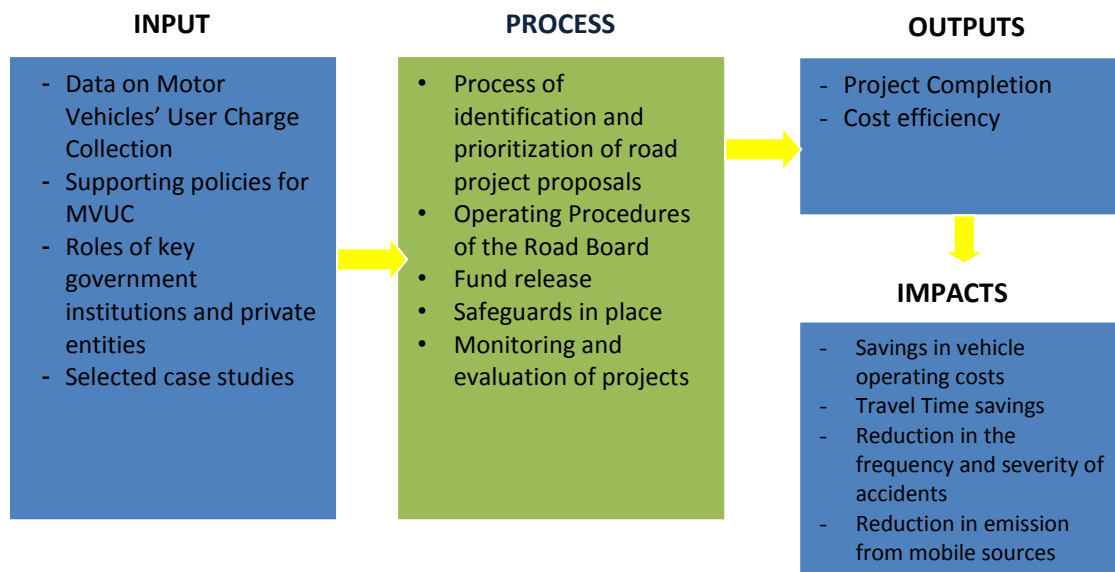 INPUT
- Data on Motor
Vehicles' User Charge
Collection
- Supporting policies for
MVUC
- Roles of key
government
institutions and private
entities
- Selected case studies
PROCESS
• Process of
identification and
prioritization of road
project proposals
• Operating Procedures
of the Road Board
• Fund release
• Safeguards in place
• Monitoring and
evaluation of projects
OUTPUTS
- Project Completion
- Cost efficiency
IMPACTS
- Savings in vehicle
operating costs
- Travel Time savings
- Reduction in the
frequency and severity of
accidents
- Reduction in emission
from mobile sources